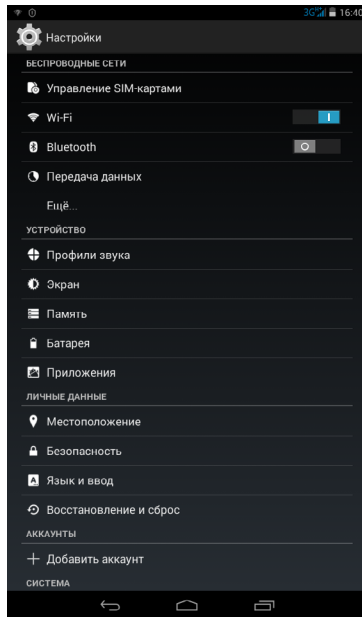 3G 16:40
Настройки
БЕСПРОВОДНЫЕ СЕТИ
Управление SIM-картами
Wi-Fi
Bluetooth
Передача данных
Ещё...
УСТРОЙСТВО
Профили звука
Экран
Память
Батарея
Приложения
ЛИЧНЫЕ ДАННЫЕ
Местоположение
Безопасность
Язык и ввод
Восстановление и сброс
АККАУНТЫ
Добавить аккаунт
СИСТЕМА